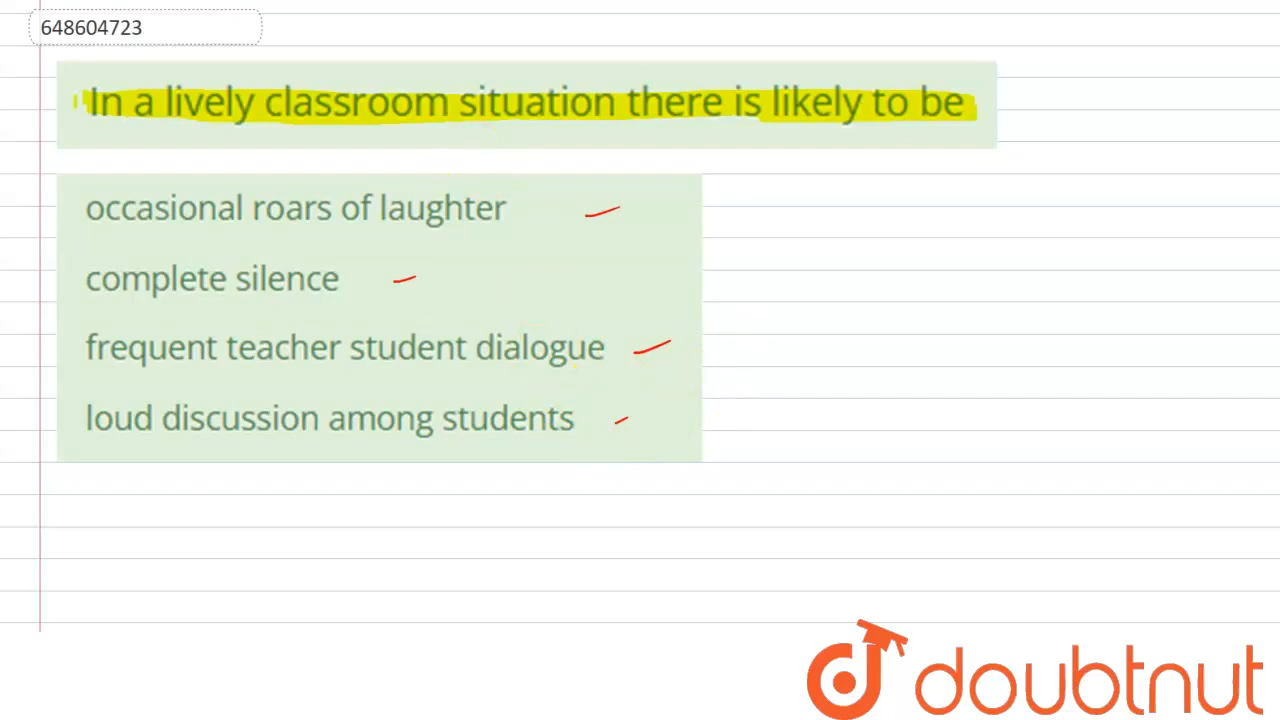 648604723
In a lively classroom situation there is likely to be
occasional roars of laughter
complete silence
frequent teacher student dialogue
loud discussion among students
doubtnut